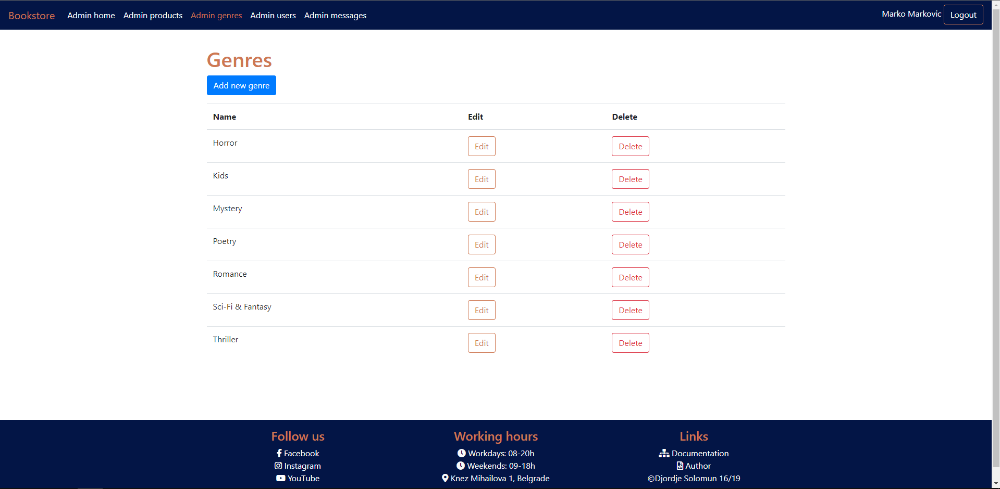 Bookstore Admin home Admin products Admin genres Admin users Admin messages Marko Markovic Logout
Genres
Add new genre
Name Edit Delete
Horror Edit Delete
Kids Edit Delete
Mystery Edit Delete
Poetry Edit Delete
Romance Edit Delete
Sci-Fi & Fantasy Edit Delete
Thriller Edit Delete
Follow us
Facebook
Instagram
YouTube
Working hours
Workdays: 08-20h
Weekends: 09-18h
Knez Mihailova 1, Belgrade
Links
Documentation
Author
©Djordje Solomun 16/19